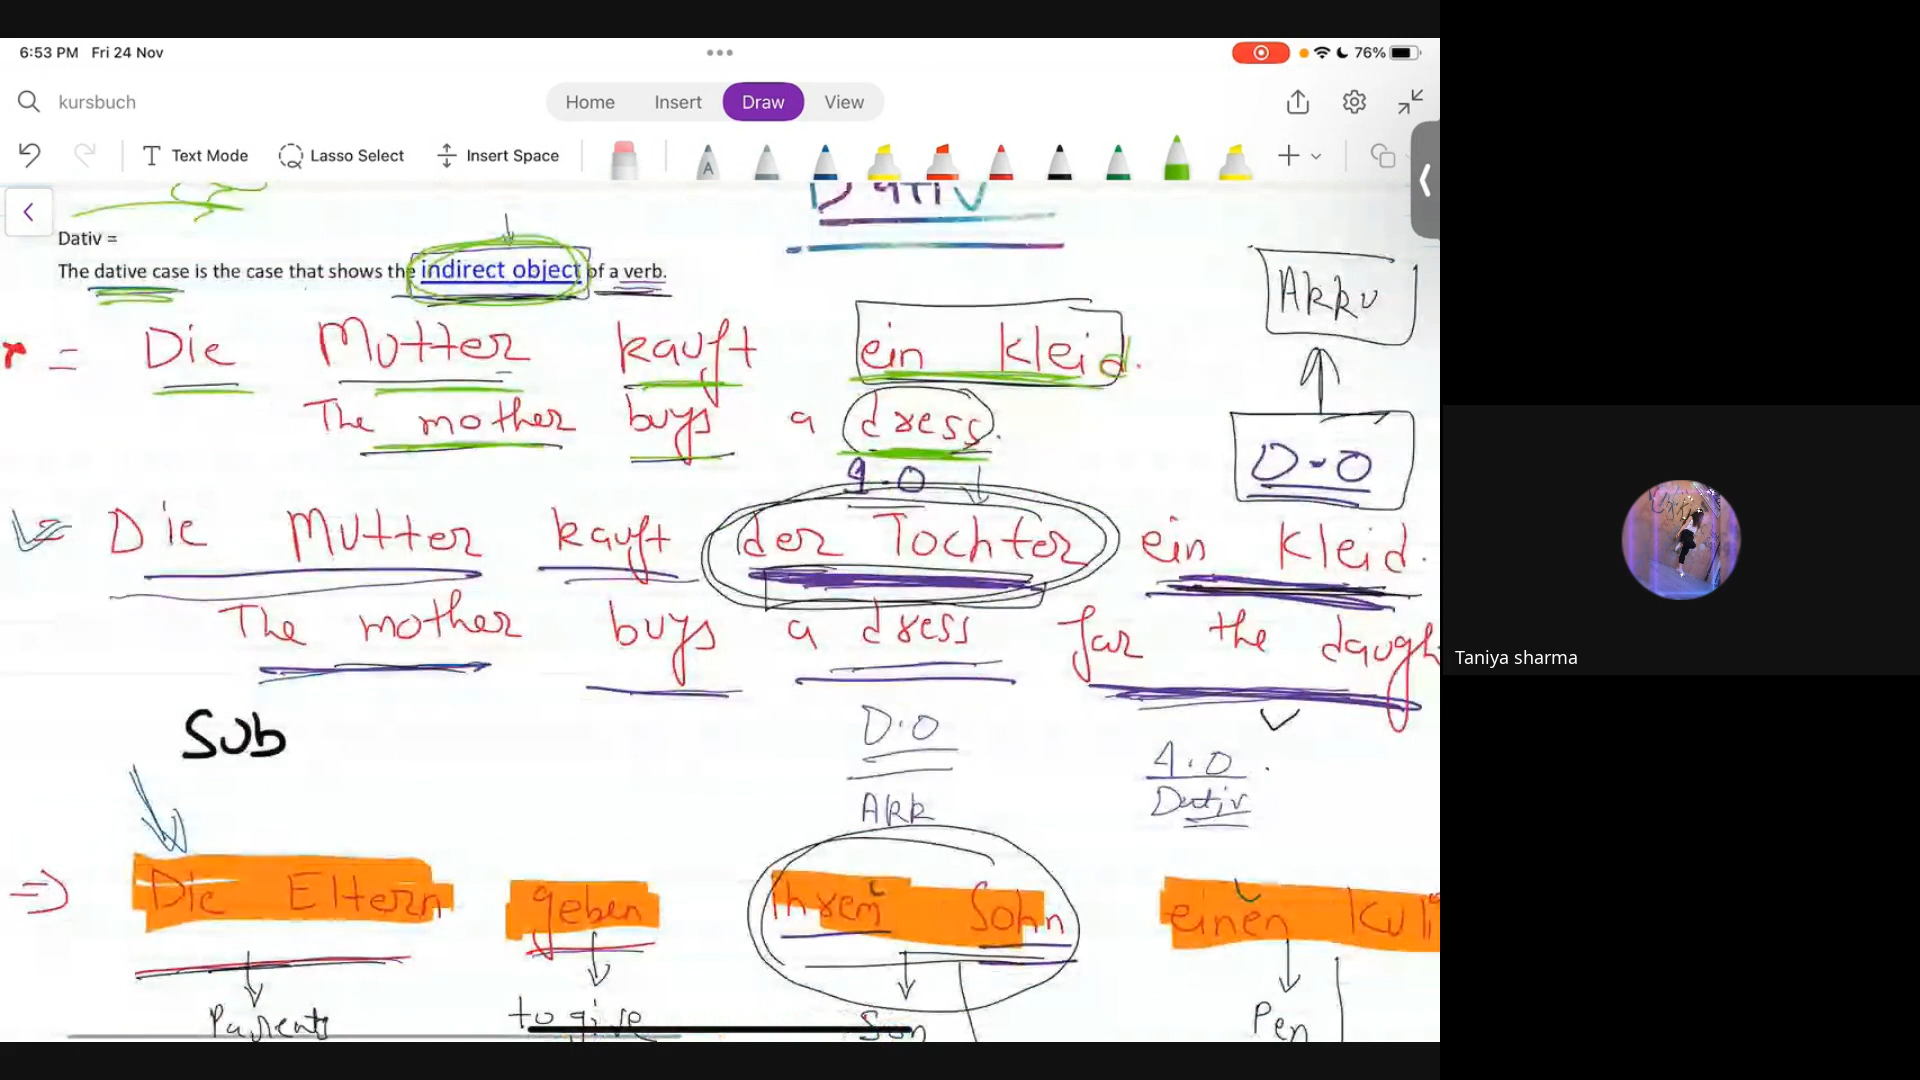 6:53 PM Fri 24 Nov
76%
kursbuch
Home Insert Draw View
Text Mode Lasso Select Insert Space
A
Dativ
Dativ =
The dative case is the case that shows the indirect object of a verb.
Akku
r = Die Mutter kauft ein Kleid.
The mother buys a dress.
D.O
= Die Mutter kauft der Tochter ein Kleid.
The mother buys a dress for the daugh
Sub
D.O
Akk
Dativ
=> Die Eltern geben ihrem Sohn einen Kuli
Parents to give Son Pen
Taniya sharma